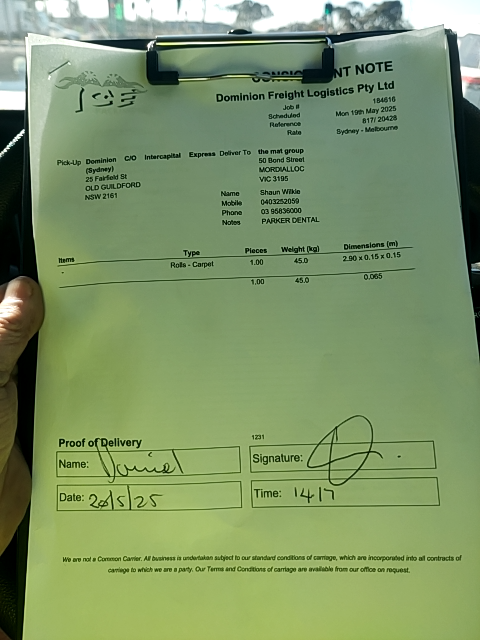 CONSIGNMENT NOTE
ICE
Dominion Freight Logistics Pty Ltd
Job # 184616
Scheduled Mon 19th May 2025
Reference 817/ 20428
Rate Sydney - Melbourne
Pick-Up Dominion C/O Intercapital Express
(Sydney)
25 Fairfield St
OLD GUILDFORD
NSW 2161
Deliver To the mat group
50 Bond Street
MORDIALLOC
VIC 3195
Name Shaun Wilkie
Mobile 0403252059
Phone 03 95836000
Notes PARKER DENTAL
Items Type Pieces Weight (kg) Dimensions (m)
- Rolls - Carpet 1.00 45.0 2.90 x 0.15 x 0.15
1.00 45.0 0.065
Proof of Delivery
1231
Name: Daniel
Signature:
Date: 20/5/25
Time: 1417
We are not a Common Carrier. All business is undertaken subject to our standard conditions of carriage, which are incorporated into all contracts of
carriage to which we are a party. Our Terms and Conditions of carriage are available from our office on request.